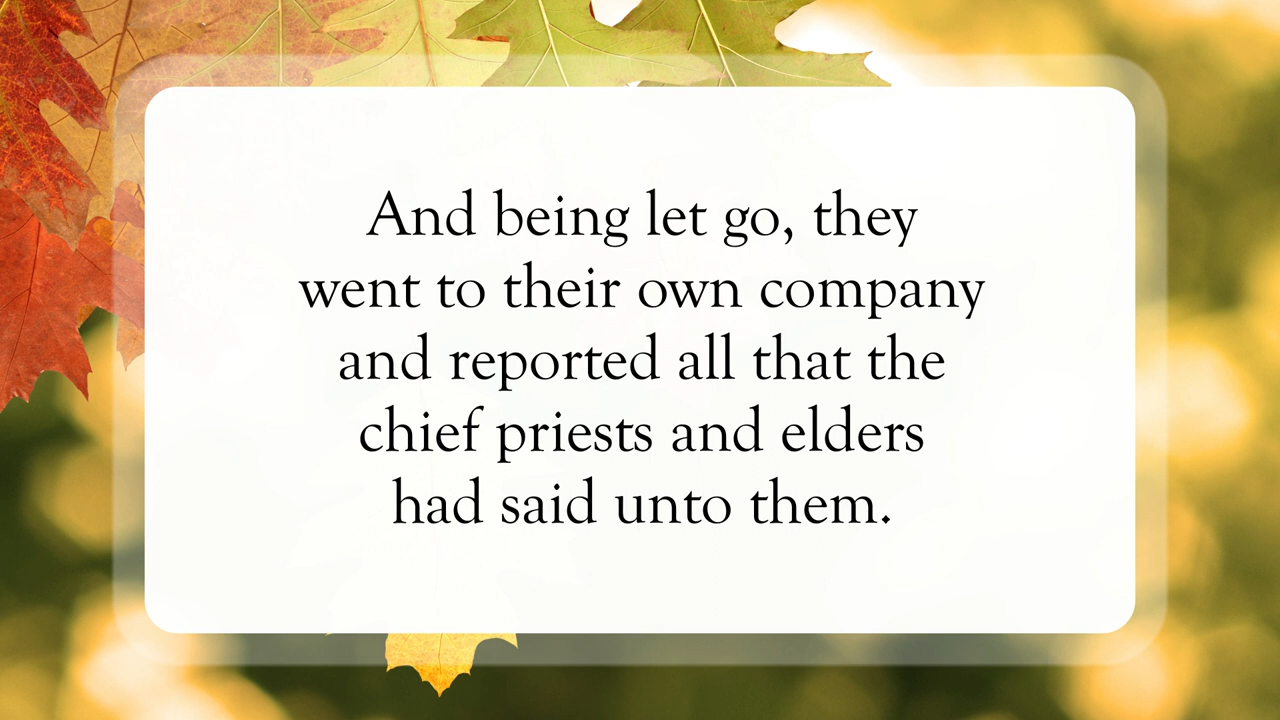 And being let go, they
went to their own company
and reported all that the
chief priests and elders
had said unto them.